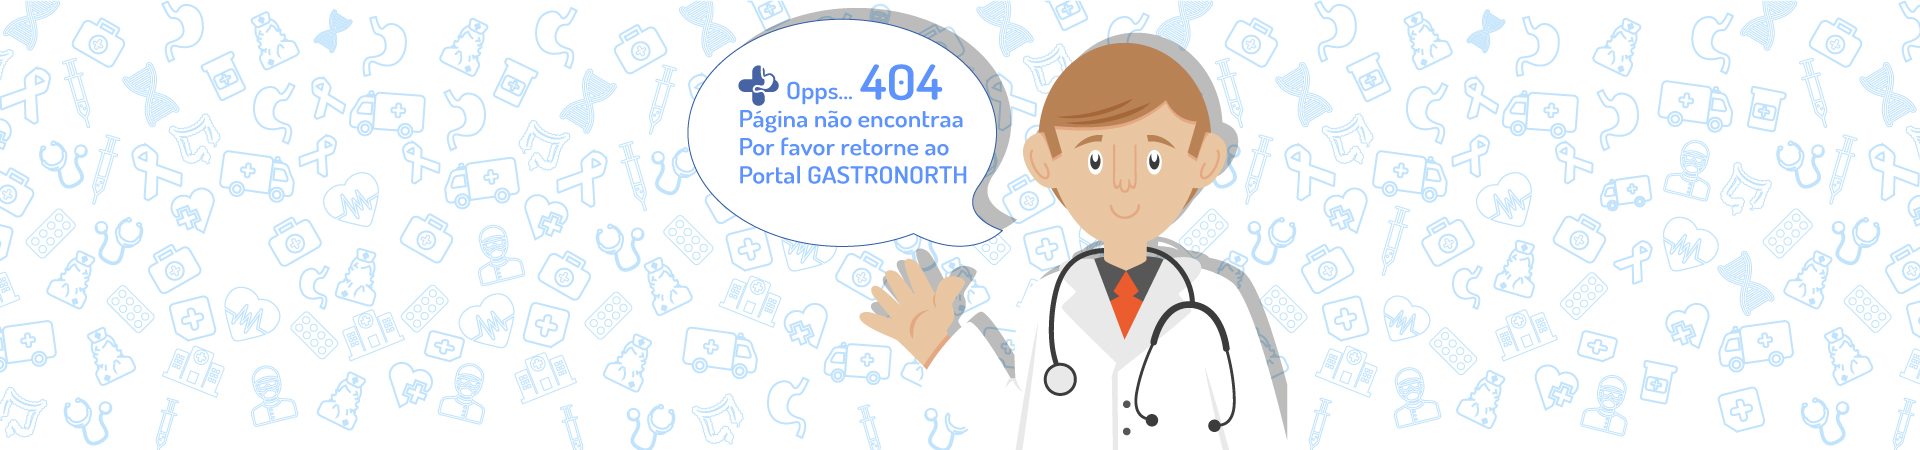 Opps... 404
Página não encontraa
Por favor retorne ao
Portal GASTRONORTH